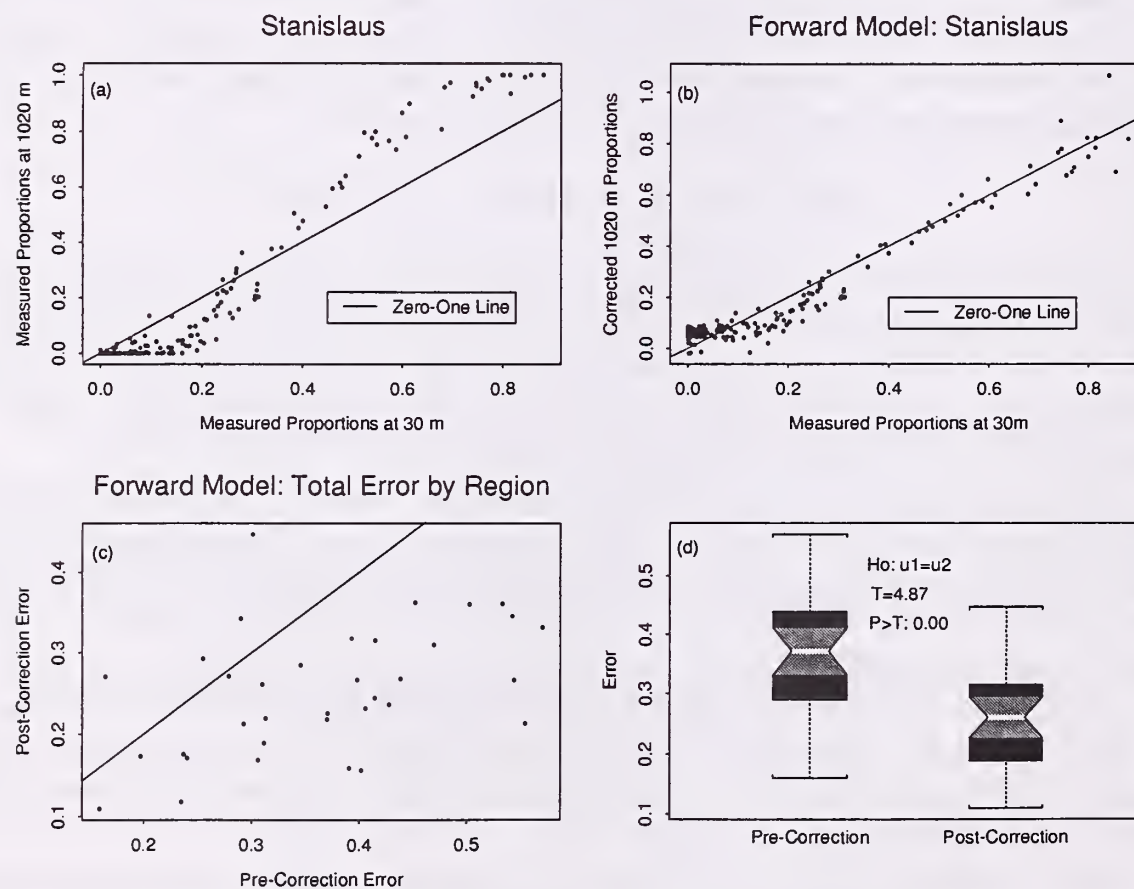 Stanislaus
(a)
Measured Proportions at 1020 m
1.0
0.8
0.6
0.4
0.2
0.0
Zero-One Line
0.0 0.2 0.4 0.6 0.8
Measured Proportions at 30 m
Forward Model: Stanislaus
(b)
Corrected 1020 m Proportions
1.0
0.8
0.6
0.4
0.2
0.0
Zero-One Line
0.0 0.2 0.4 0.6 0.8
Measured Proportions at 30m
Forward Model: Total Error by Region
(c)
Post-Correction Error
0.4
0.3
0.2
0.1
0.2 0.3 0.4 0.5
Pre-Correction Error
(d)
Error
0.5
0.4
0.3
0.2
0.1
Ho: u1=u2
T=4.87
P>T: 0.00
Pre-Correction Post-Correction